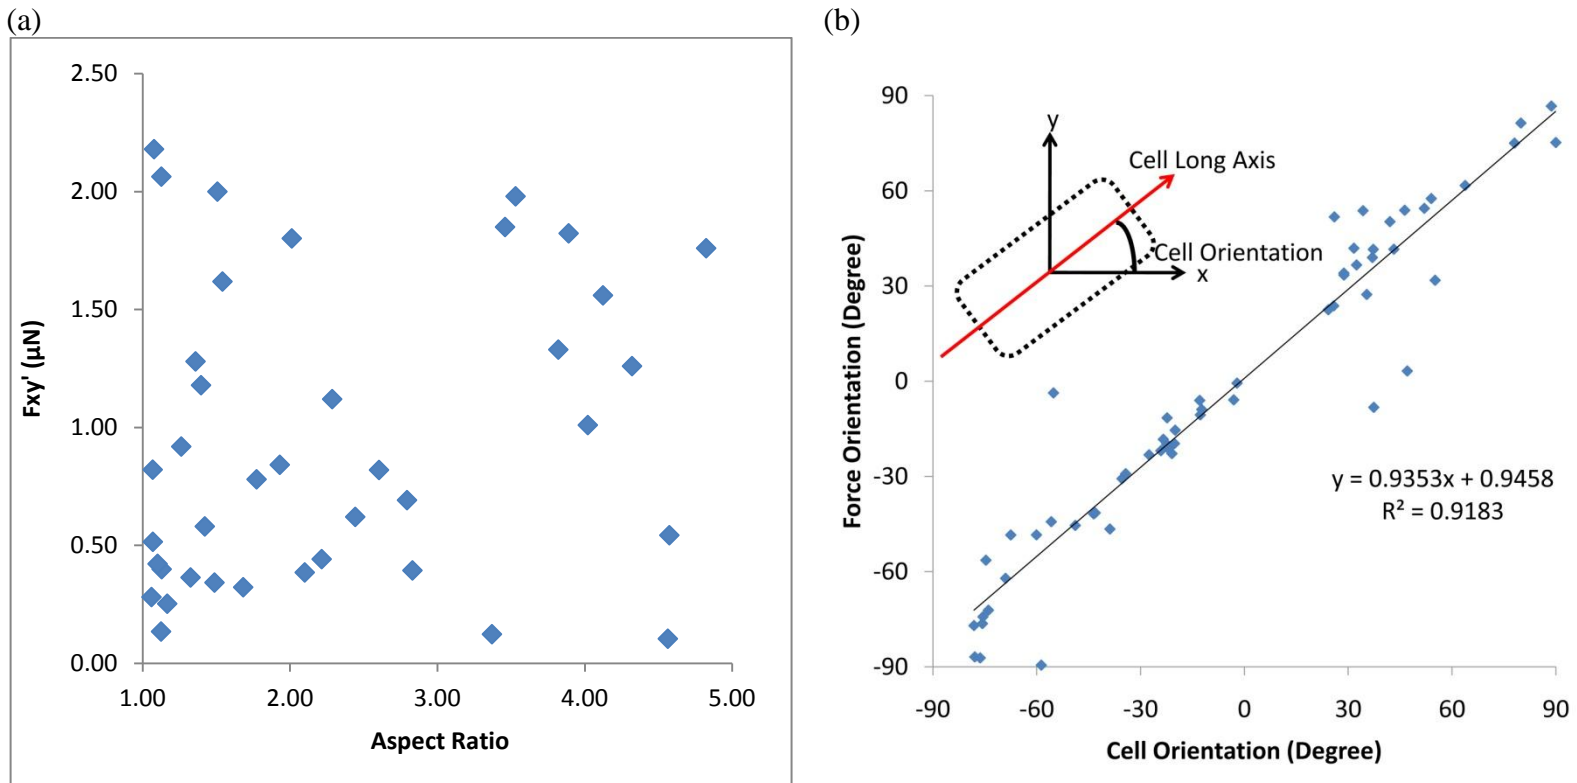 (a)
2.50
2.00
1.50
1.00
0.50
0.00
Fxy' (µN)
1.00 2.00 3.00 4.00 5.00
Aspect Ratio
(b)
90
60
30
0
-30
-60
-90
Force Orientation (Degree)
y
Cell Long Axis
Cell Orientation
x
y = 0.9353x + 0.9458
R² = 0.9183
-90 -60 -30 0 30 60 90
Cell Orientation (Degree)